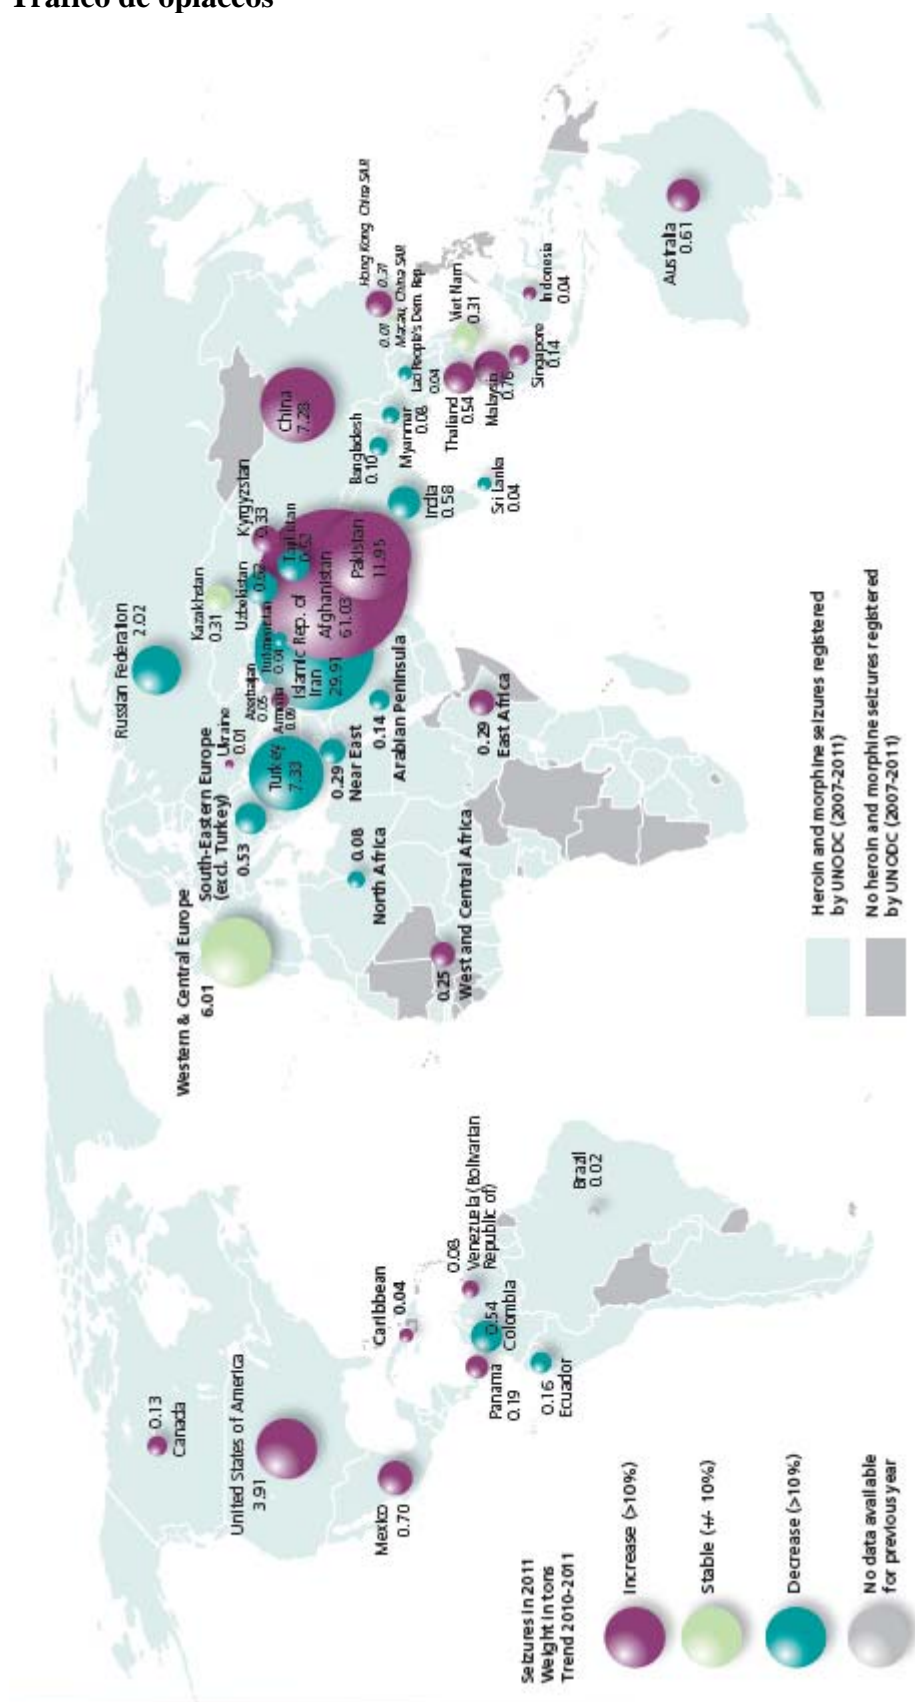 Tráfico de opiáceos
Canada
0.13
United States of America
3.91
Mexico
0.70
Caribbean
0.04
Panama
0.19
0.08
Venezuela (Bolivarian
Republic of)
0.54
Colombia
0.16
Ecuador
Brazil
0.02
Western & Central Europe
6.01
South-Eastern Europe
(excl. Turkey)
0.53
Ukraine
0.01
Russian Federation
2.02
Turkey
7.33
0.29
Near East
0.08
North Africa
0.25
West and Central Africa
0.29
East Africa
0.14
Arabian Peninsula
Azerbaijan
0.05
Armenia
0.09
Turkmenistan
Islamic Rep. of
Iran
29.91
Kazakhstan
0.31
Uzbekistan
0.62
Kyrgyzstan
0.33
Tajikistan
Afghanistan
61.03
Pakistan
11.95
China
7.28
India
0.58
Sri Lanka
0.04
Bangladesh
0.10
Myanmar
0.08
Lao People's Dem. Rep.
0.04
Hong Kong, China SAR
0.31
0.01
Macau, China SAR
Viet Nam
0.31
Thailand
0.54
Malaysia
0.76
Singapore
0.14
Indonesia
0.04
Australia
0.61
Seizures in 2011
Weight in tons
Trend 2010-2011
Increase (>10%)
Stable (+/- 10%)
Decrease (>10%)
No data available
for previous year
Heroin and morphine seizures registered
by UNODC (2007-2011)
No heroin and morphine seizures registered
by UNODC (2007-2011)